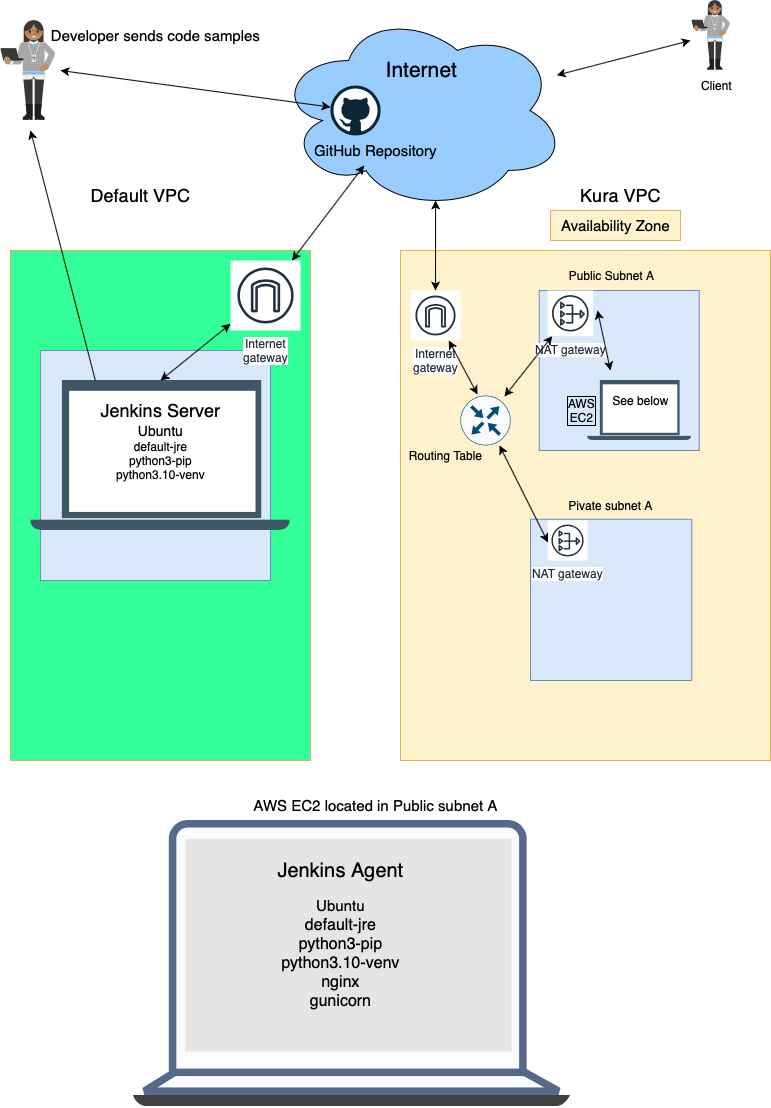 Developer sends code samples
Internet
Client
GitHub Repository
Default VPC
Kura VPC
Availability Zone
Internet
gateway
Jenkins Server
Ubuntu
default-jre
python3-pip
python3.10-venv
Public Subnet A
Internet
gateway
NAT gateway
AWS
EC2
See below
Routing Table
Pivate subnet A
NAT gateway
AWS EC2 located in Public subnet A
Jenkins Agent
Ubuntu
default-jre
python3-pip
python3.10-venv
nginx
gunicorn